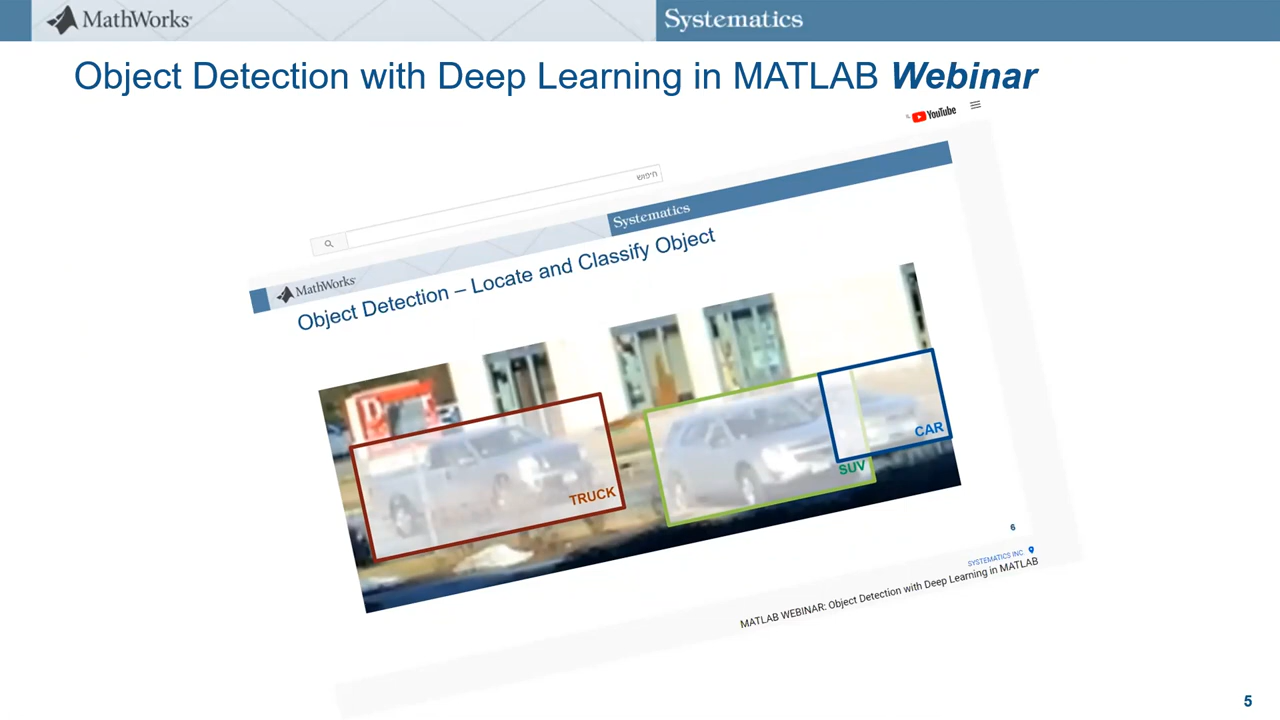 MathWorks
Systematics
Object Detection with Deep Learning in MATLAB Webinar
YouTube
חיפוש
Systematics
MathWorks
Object Detection – Locate and Classify Object
TRUCK
SUV
CAR
6
SYSTEMATICS INC.
MATLAB WEBINAR: Object Detection with Deep Learning in MATLAB
5